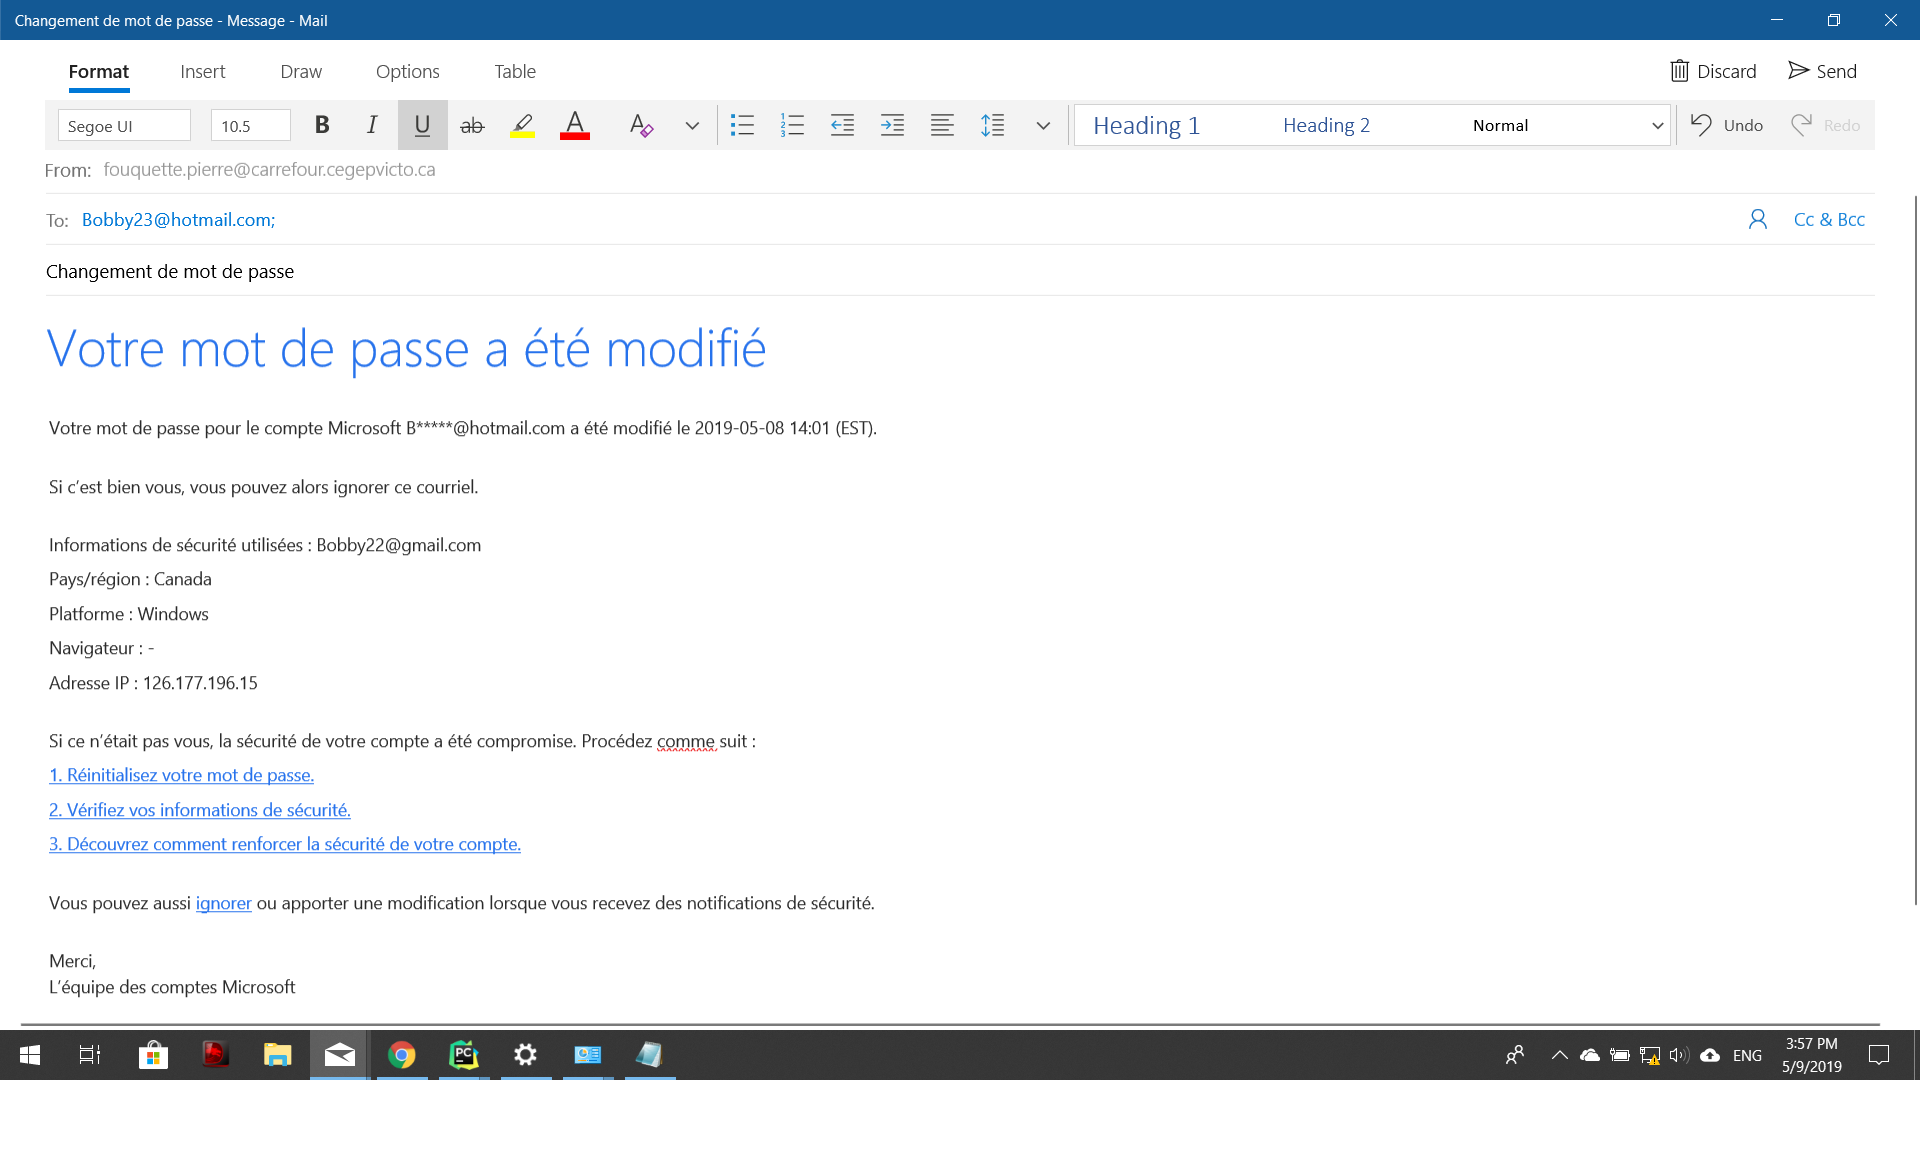 Changement de mot de passe - Message - Mail
Format Insert Draw Options Table Discard Send
Segoe UI 10.5 B I U ab A A Heading 1 Heading 2 Normal Undo Redo
From: fouquette.pierre@carrefour.cegepvicto.ca
To: Bobby23@hotmail.com; Cc & Bcc
Changement de mot de passe
Votre mot de passe a été modifié
Votre mot de passe pour le compte Microsoft B*****@hotmail.com a été modifié le 2019-05-08 14:01 (EST).
Si c'est bien vous, vous pouvez alors ignorer ce courriel.
Informations de sécurité utilisées : Bobby22@gmail.com
Pays/région : Canada
Platforme : Windows
Navigateur : -
Adresse IP : 126.177.196.15
Si ce n'était pas vous, la sécurité de votre compte a été compromise. Procédez comme suit :
1. Réinitialisez votre mot de passe.
2. Vérifiez vos informations de sécurité.
3. Découvrez comment renforcer la sécurité de votre compte.
Vous pouvez aussi ignorer ou apporter une modification lorsque vous recevez des notifications de sécurité.
Merci,
L'équipe des comptes Microsoft
PC ENG 3:57 PM
5/9/2019